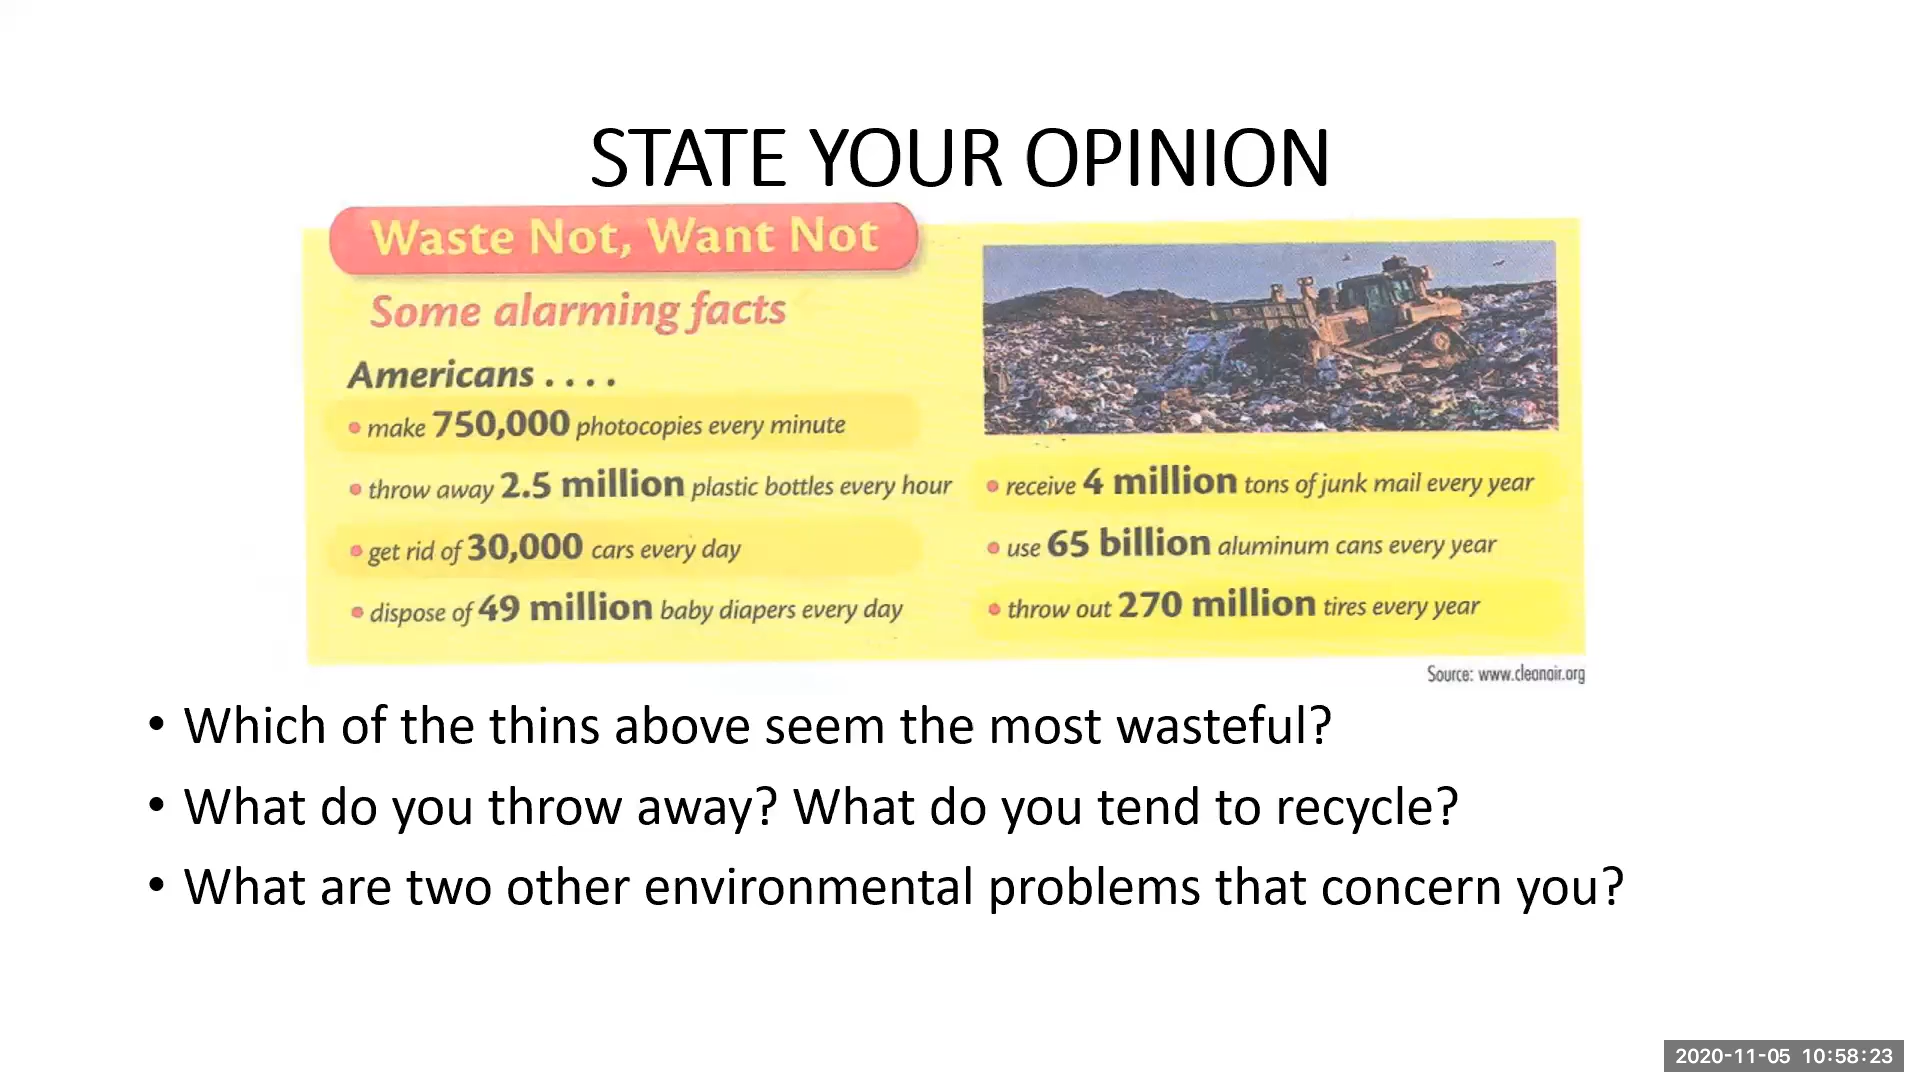 STATE YOUR OPINION
Waste Not, Want Not
Some alarming facts
Americans . . . .
• make 750,000 photocopies every minute
• throw away 2.5 million plastic bottles every hour
• get rid of 30,000 cars every day
• dispose of 49 million baby diapers every day
• receive 4 million tons of junk mail every year
• use 65 billion aluminum cans every year
• throw out 270 million tires every year
Source: www.cleanair.org
• Which of the thins above seem the most wasteful?
• What do you throw away? What do you tend to recycle?
• What are two other environmental problems that concern you?
2020-11-05 10:58:23